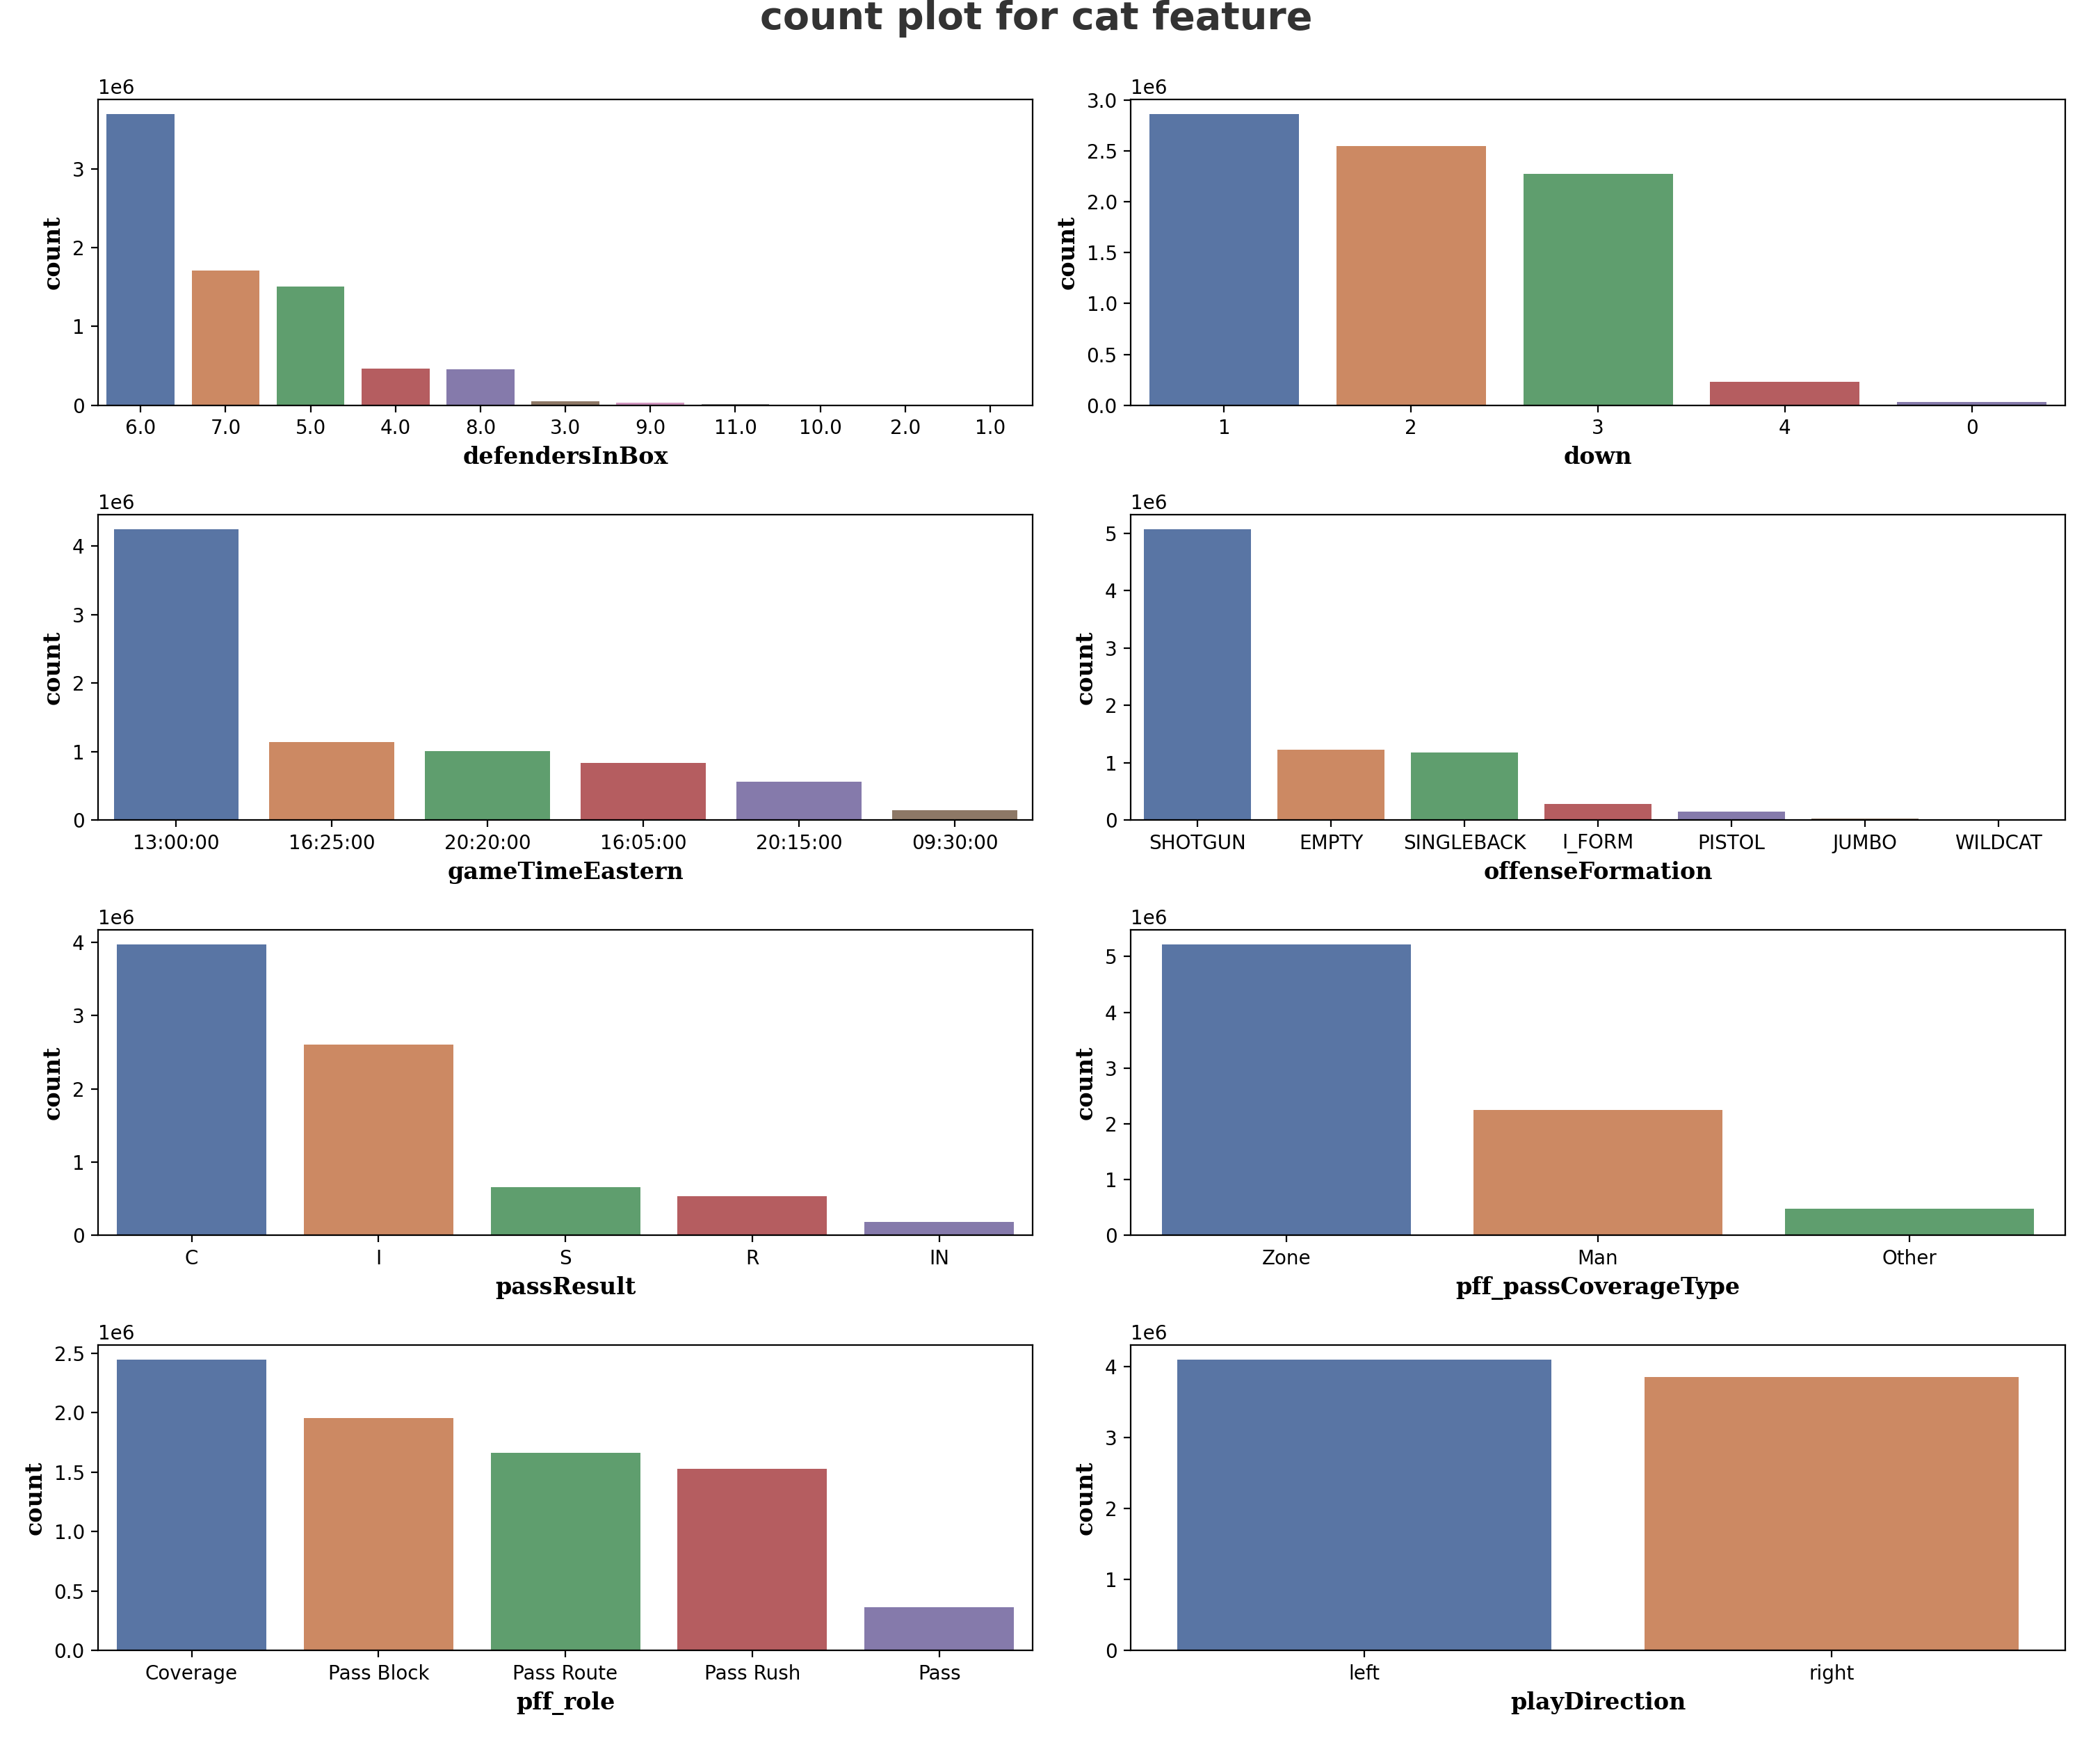 count plot for cat feature
1e6
3
2
1
0
count
6.0 7.0 5.0 4.0 8.0 3.0 9.0 11.0 10.0 2.0 1.0
defendersInBox
1e6
3.0
2.5
2.0
1.5
1.0
0.5
0.0
count
1 2 3 4 0
down
1e6
4
3
2
1
0
count
13:00:00 16:25:00 20:20:00 16:05:00 20:15:00 09:30:00
gameTimeEastern
1e6
5
4
3
2
1
0
count
SHOTGUN EMPTY SINGLEBACK I_FORM PISTOL JUMBO WILDCAT
offenseFormation
1e6
4
3
2
1
0
count
C I S R IN
passResult
1e6
5
4
3
2
1
0
count
Zone Man Other
pff_passCoverageType
1e6
2.5
2.0
1.5
1.0
0.5
0.0
count
Coverage Pass Block Pass Route Pass Rush Pass
pff_role
1e6
4
3
2
1
0
count
left right
playDirection